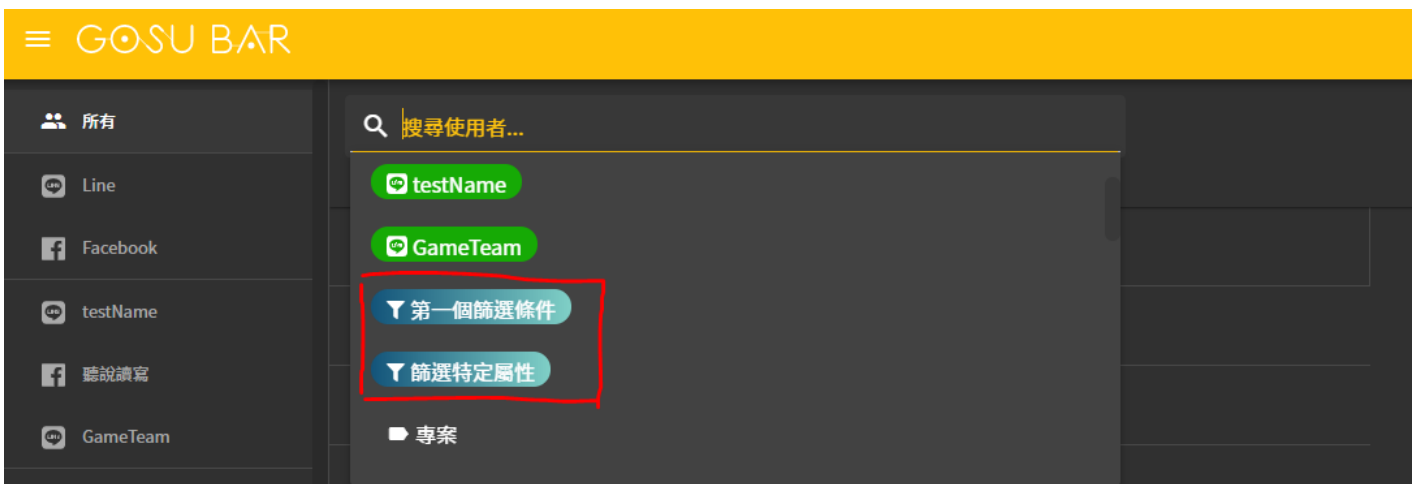 GOSU BAR
所有
Line
Facebook
testName
聽說讀寫
GameTeam
搜尋使用者...
testName
GameTeam
第一個篩選條件
篩選特定屬性
專案